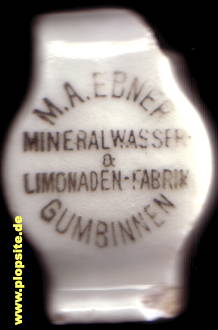 M.A.EBNER
MINERALWASSER-
&
LIMONADEN-FABRIK
GUMBINNEN
www.plopsite.de